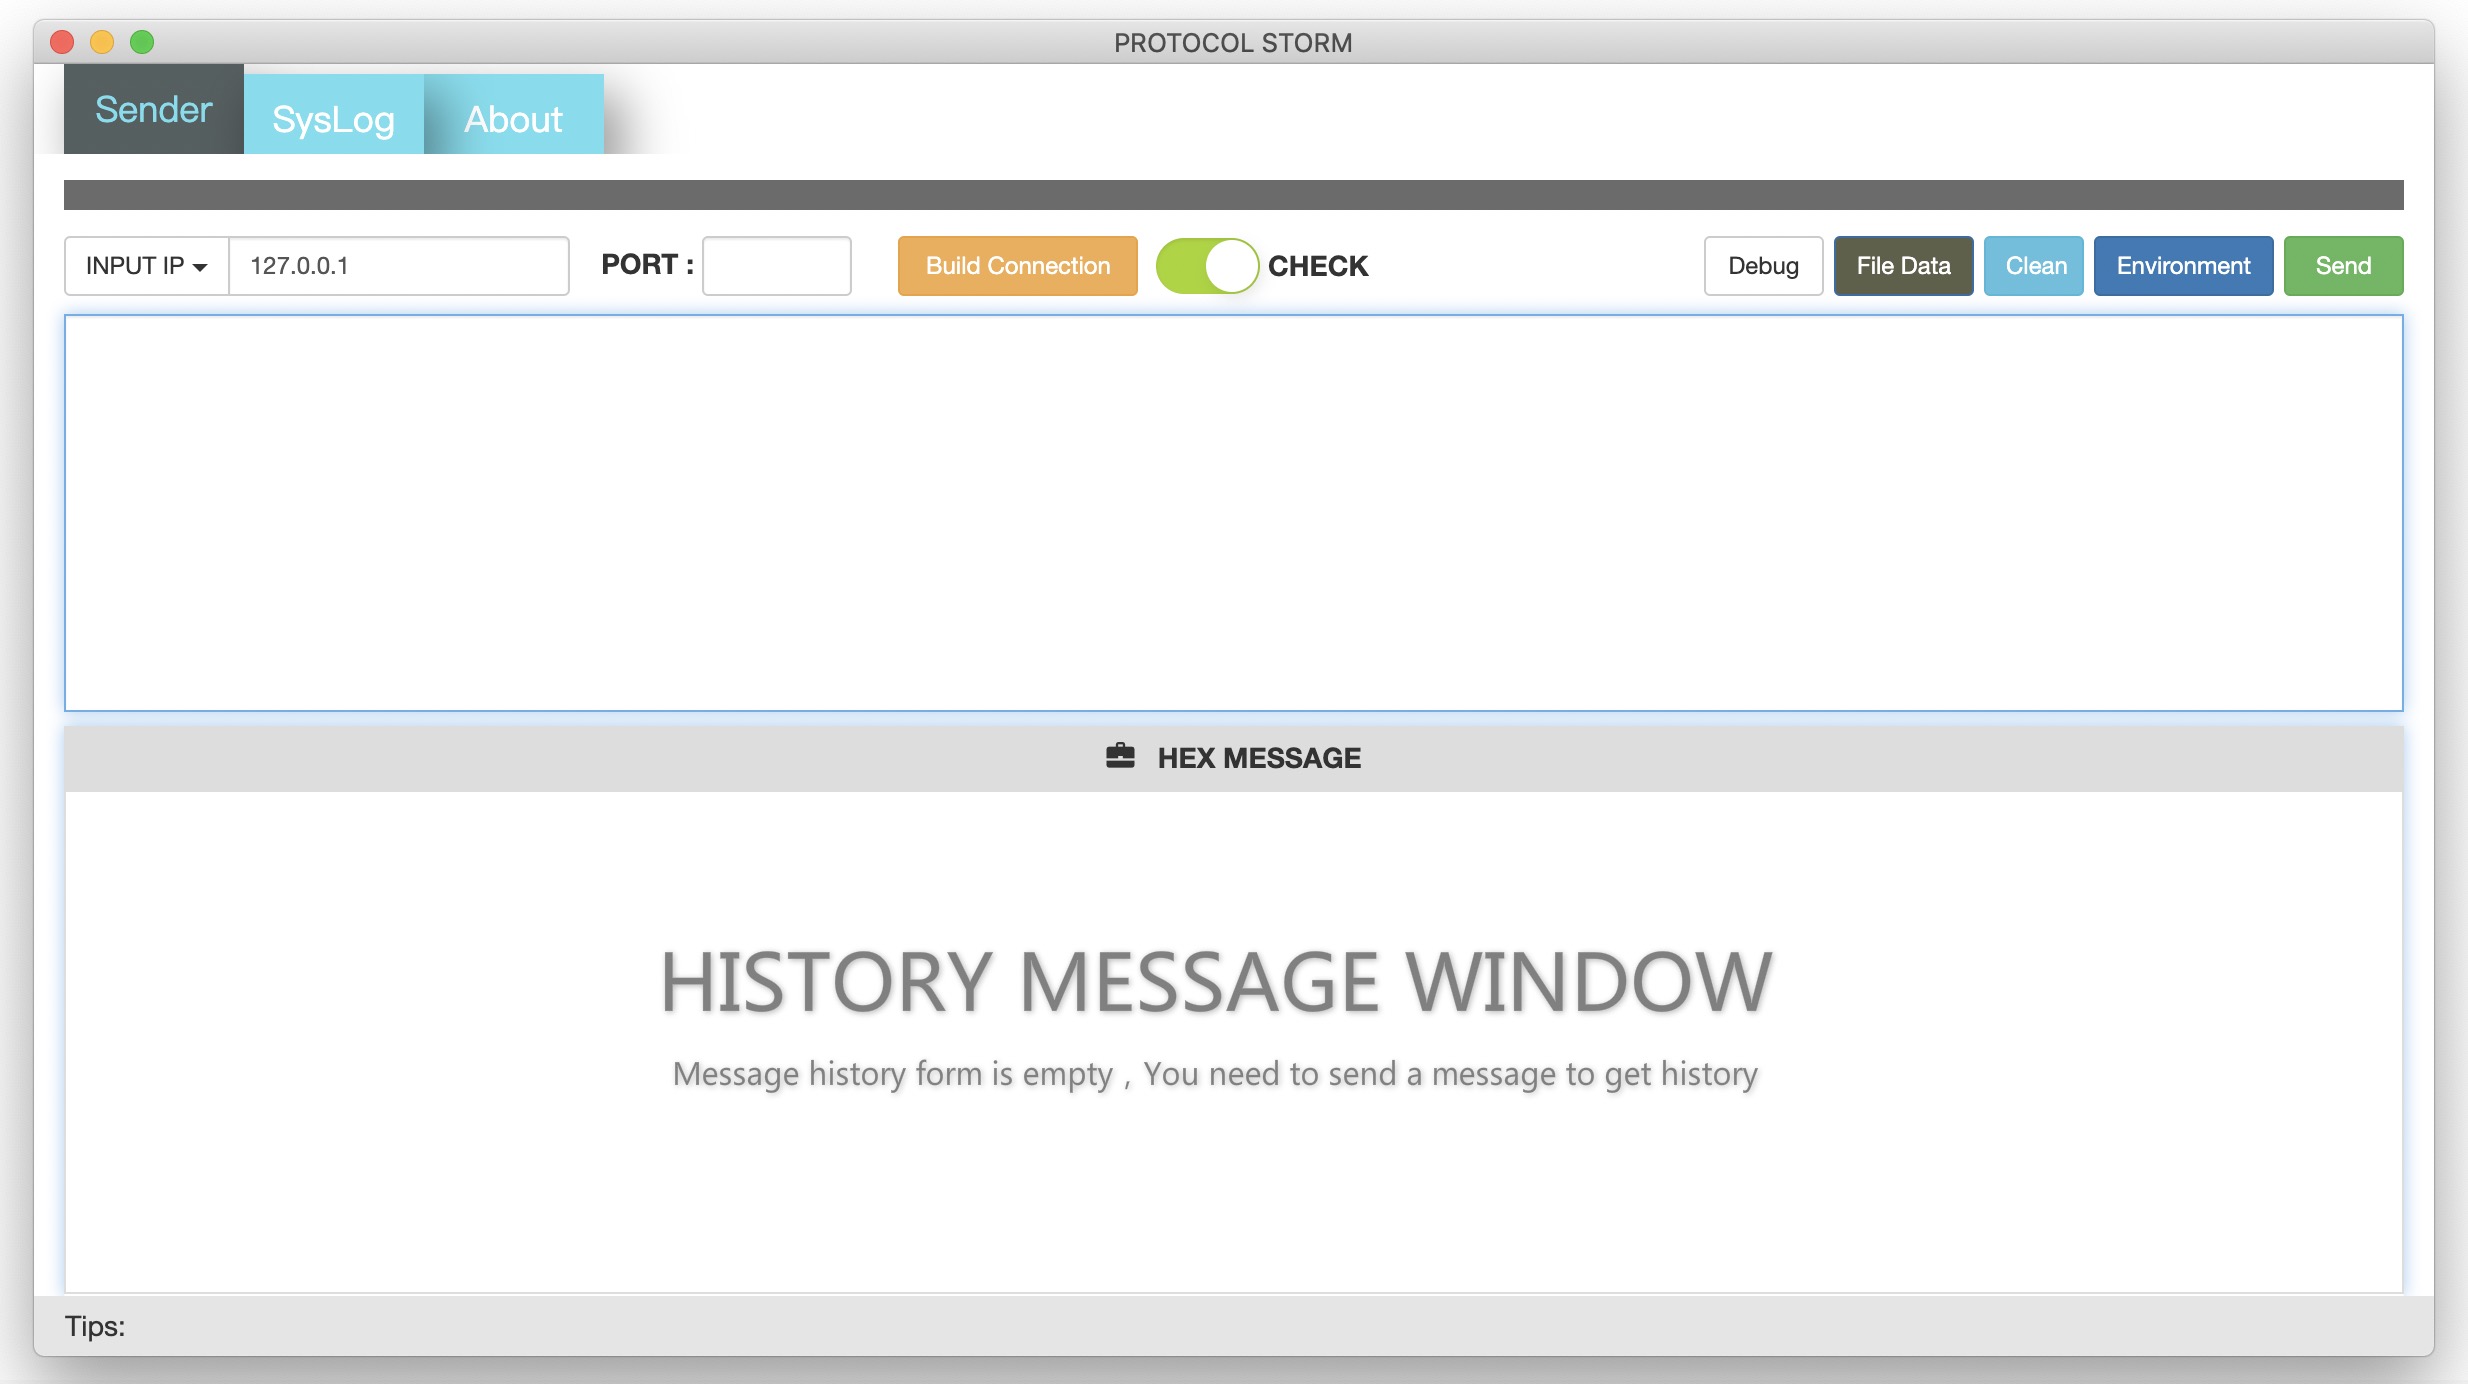 PROTOCOL STORM
Sender SysLog About
INPUT IP 127.0.0.1 PORT : Build Connection CHECK Debug File Data Clean Environment Send
HEX MESSAGE
HISTORY MESSAGE WINDOW
Message history form is empty , You need to send a message to get history
Tips: